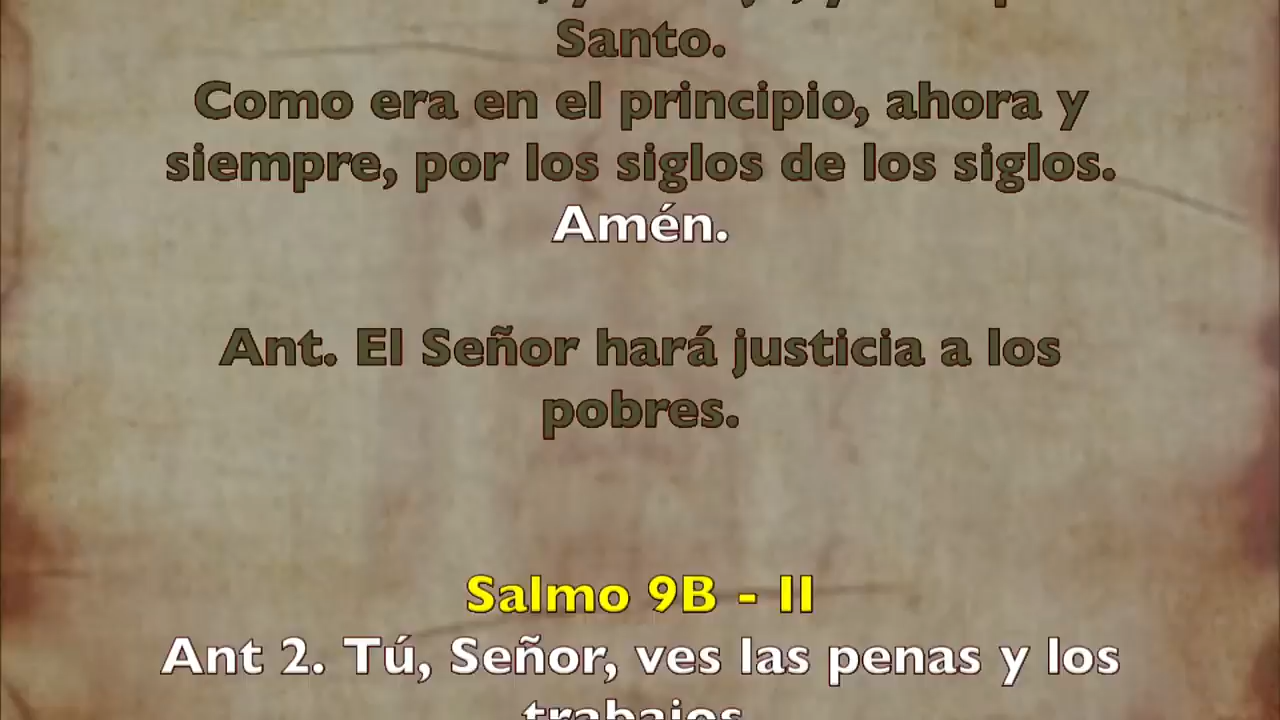 Santo.
Como era en el principio, ahora y
siempre, por los siglos de los siglos.
Amén.
Ant. El Señor hará justicia a los
pobres.
Salmo 9B - II
Ant 2. Tú, Señor, ves las penas y los
trabajos